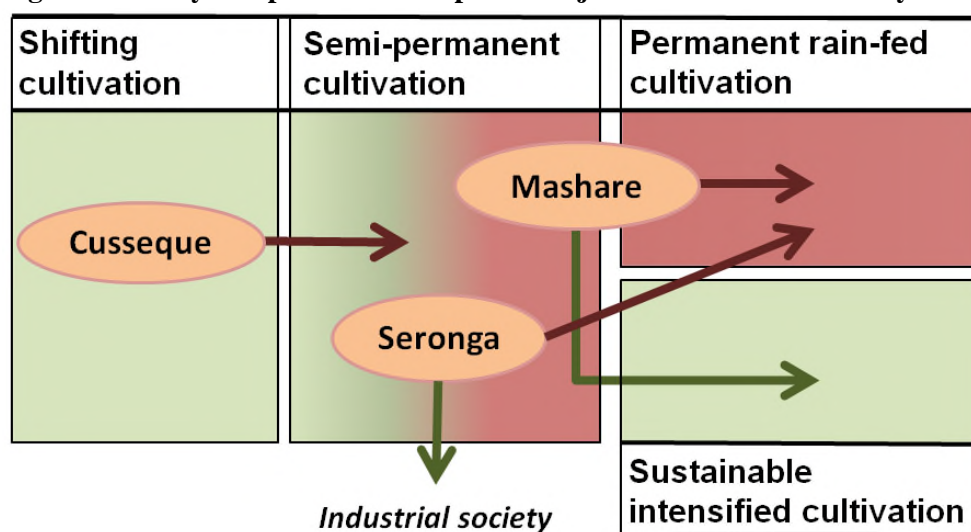 Shifting
cultivation
Semi-permanent
cultivation
Permanent rain-fed
cultivation
Mashare
Cusseque
Seronga
Industrial society
Sustainable
intensified cultivation